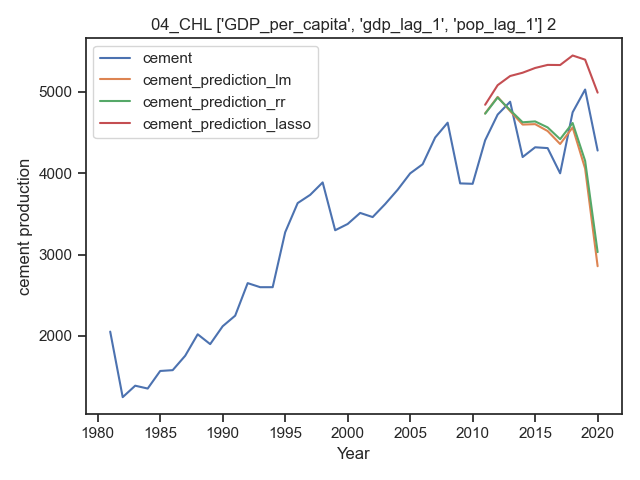 04_CHL ['GDP_per_capita', 'gdp_lag_1', 'pop_lag_1'] 2
cement
cement_prediction_lm
cement_prediction_rr
cement_prediction_lasso
cement production
5000
4000
3000
2000
1980 1985 1990 1995 2000 2005 2010 2015 2020
Year